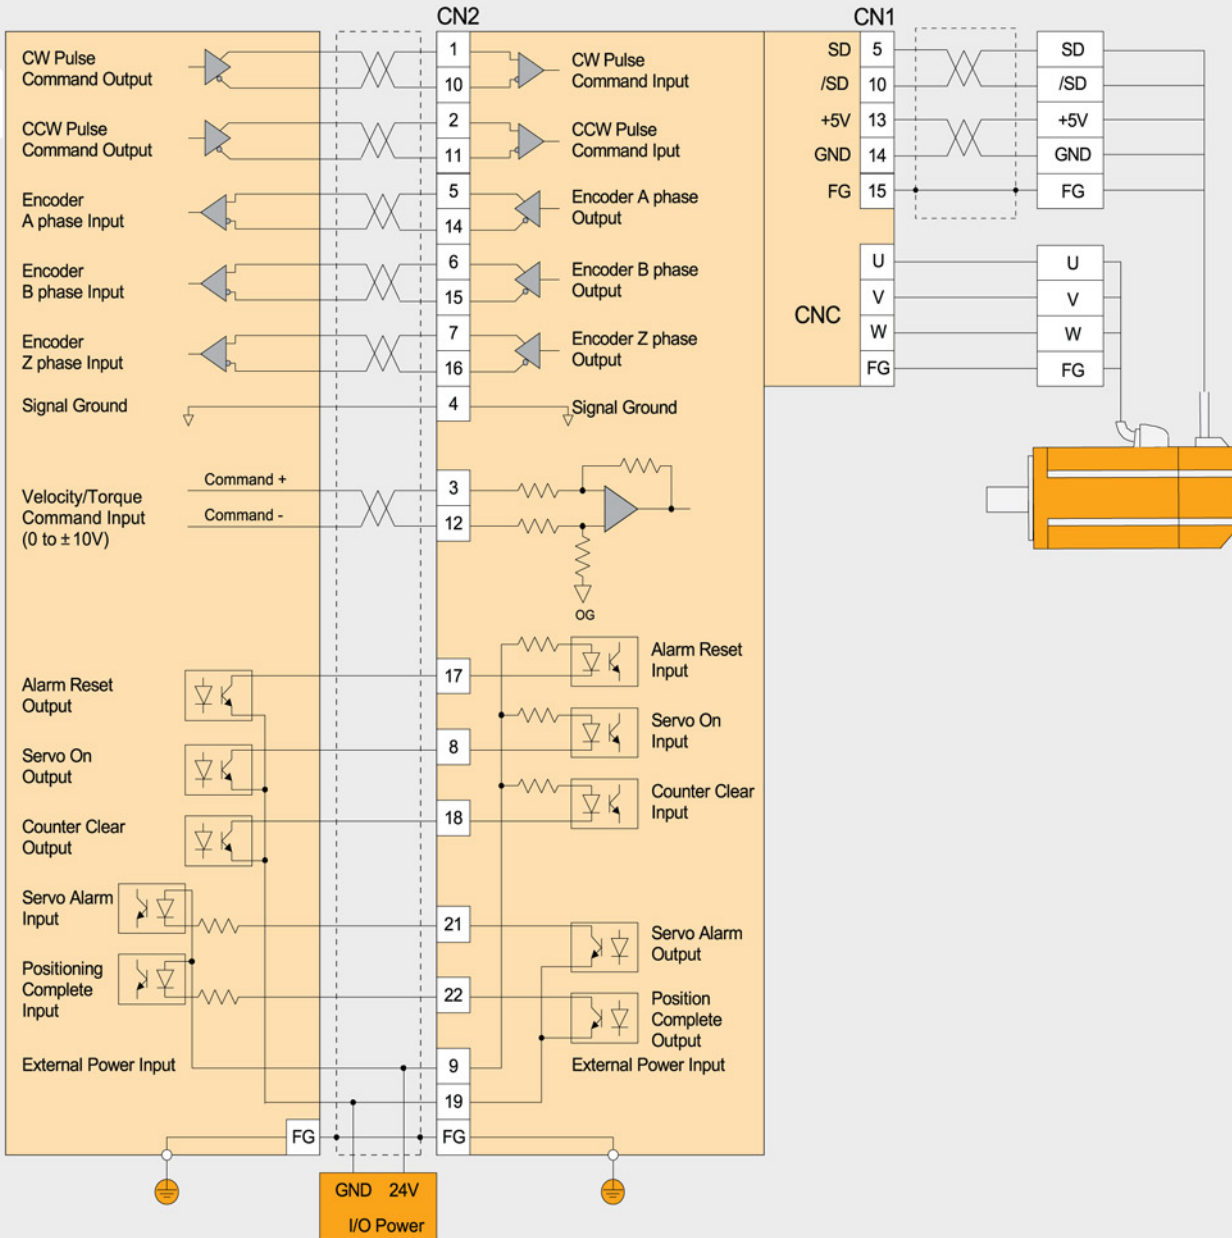 CN2
CN1
CW Pulse
Command Output
1
10
CW Pulse
Command Input
CCW Pulse
Command Output
2
11
CCW Pulse
Command Iput
Encoder
A phase Input
5
14
Encoder A phase
Output
Encoder
B phase Input
6
15
Encoder B phase
Output
Encoder
Z phase Input
7
16
Encoder Z phase
Output
Signal Ground
4
Signal Ground
Velocity/Torque
Command Input
(0 to ±10V)
Command +
Command -
3
12
OG
Alarm Reset
Output
17
Alarm Reset
Input
Servo On
Output
8
Servo On
Input
Counter Clear
Output
18
Counter Clear
Input
Servo Alarm
Input
21
Servo Alarm
Output
Positioning
Complete
Input
22
Position
Complete
Output
External Power Input
9
External Power Input
19
FG
FG
GND 24V
I/O Power
SD 5 SD
/SD 10 /SD
+5V 13 +5V
GND 14 GND
FG 15 FG
CNC
U U
V V
W W
FG FG